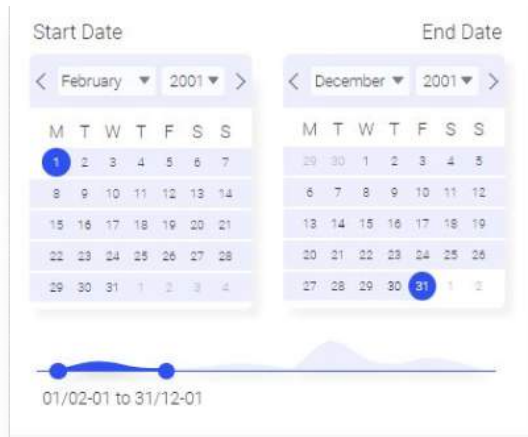 Start Date
End Date
< February ▼ 2001 ▼ >
M T W T F S S
1 2 3 4 5 6 7
8 9 10 11 12 13 14
15 16 17 18 19 20 21
22 23 24 25 26 27 28
29 30 31 1 2 3 4
< December ▼ 2001 ▼ >
M T W T F S S
29 30 1 2 3 4 5
6 7 8 9 10 11 12
13 14 15 16 17 18 19
20 21 22 23 24 25 26
27 28 29 30 31 1 2
01/02-01 to 31/12-01